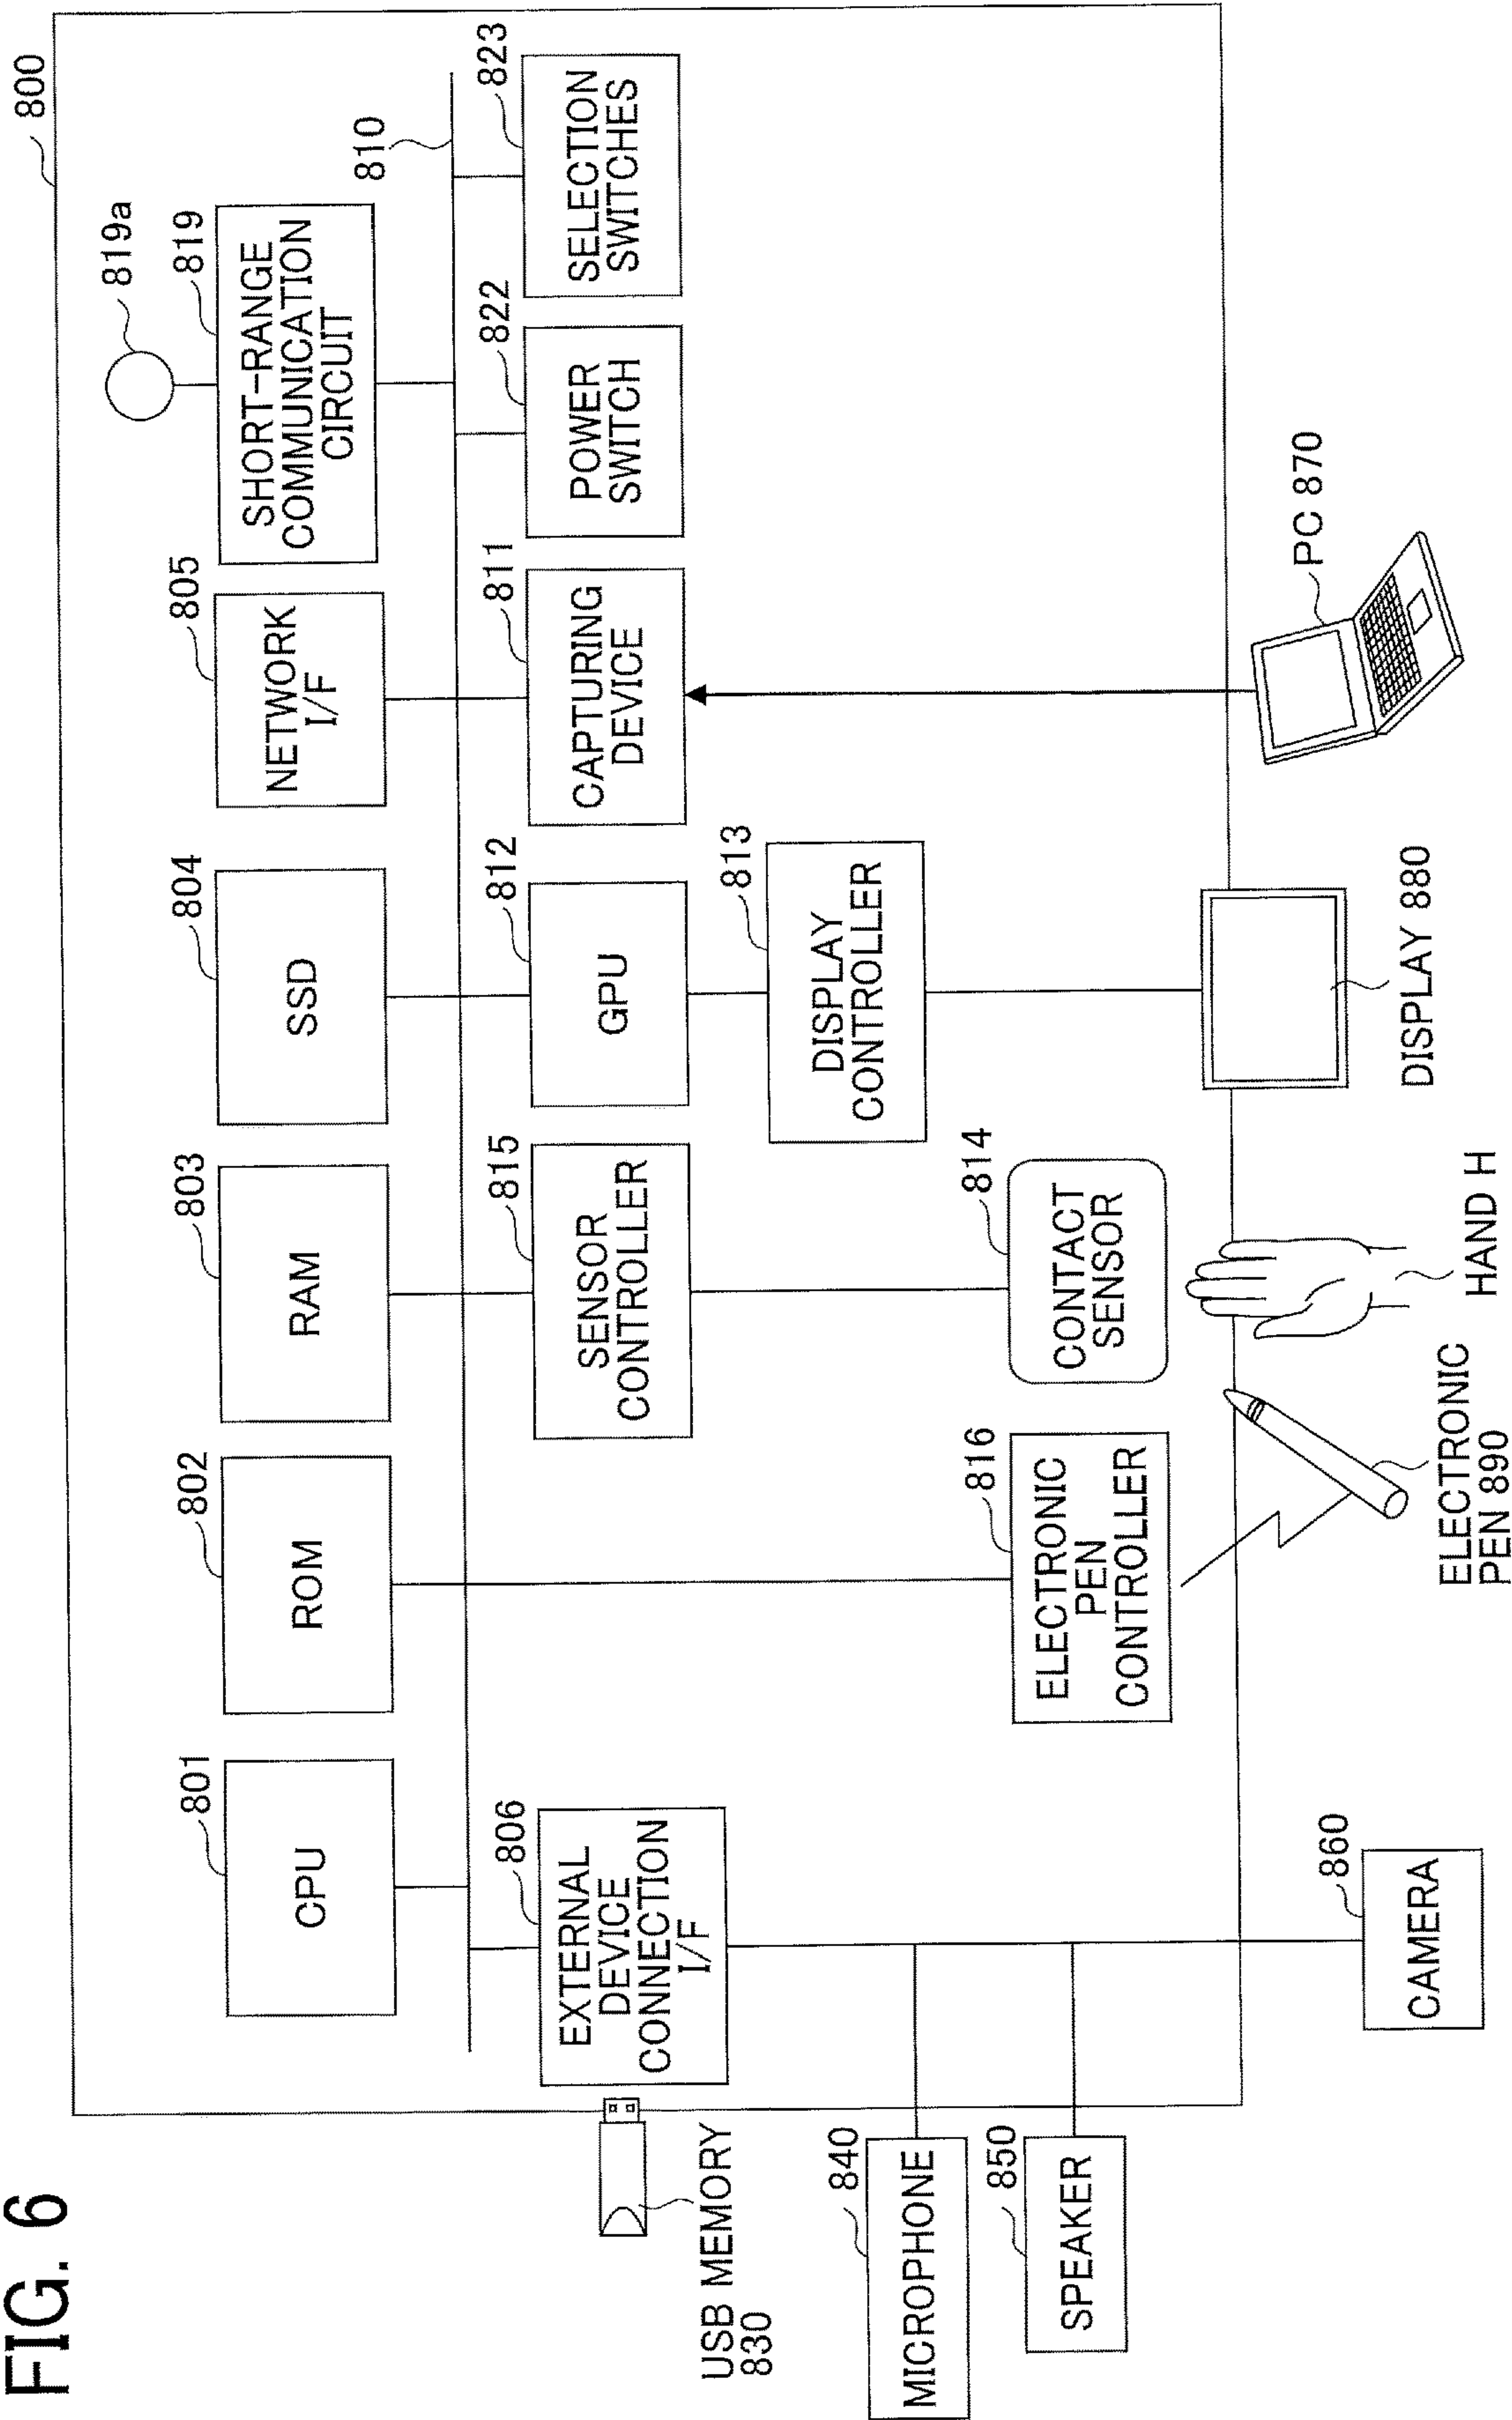 FIG. 6
800
801
CPU
802
ROM
803
RAM
804
SSD
805
NETWORK
I/F
819a
819
SHORT-RANGE
COMMUNICATION
CIRCUIT
810
806
EXTERNAL
DEVICE
CONNECTION
I/F
815
SENSOR
CONTROLLER
812
GPU
811
CAPTURING
DEVICE
822
POWER
SWITCH
823
SELECTION
SWITCHES
813
DISPLAY
CONTROLLER
USB MEMORY
830
816
ELECTRONIC
PEN
CONTROLLER
814
CONTACT
SENSOR
840
MICROPHONE
850
SPEAKER
860
CAMERA
ELECTRONIC
PEN 890
HAND H
DISPLAY 880
PC 870